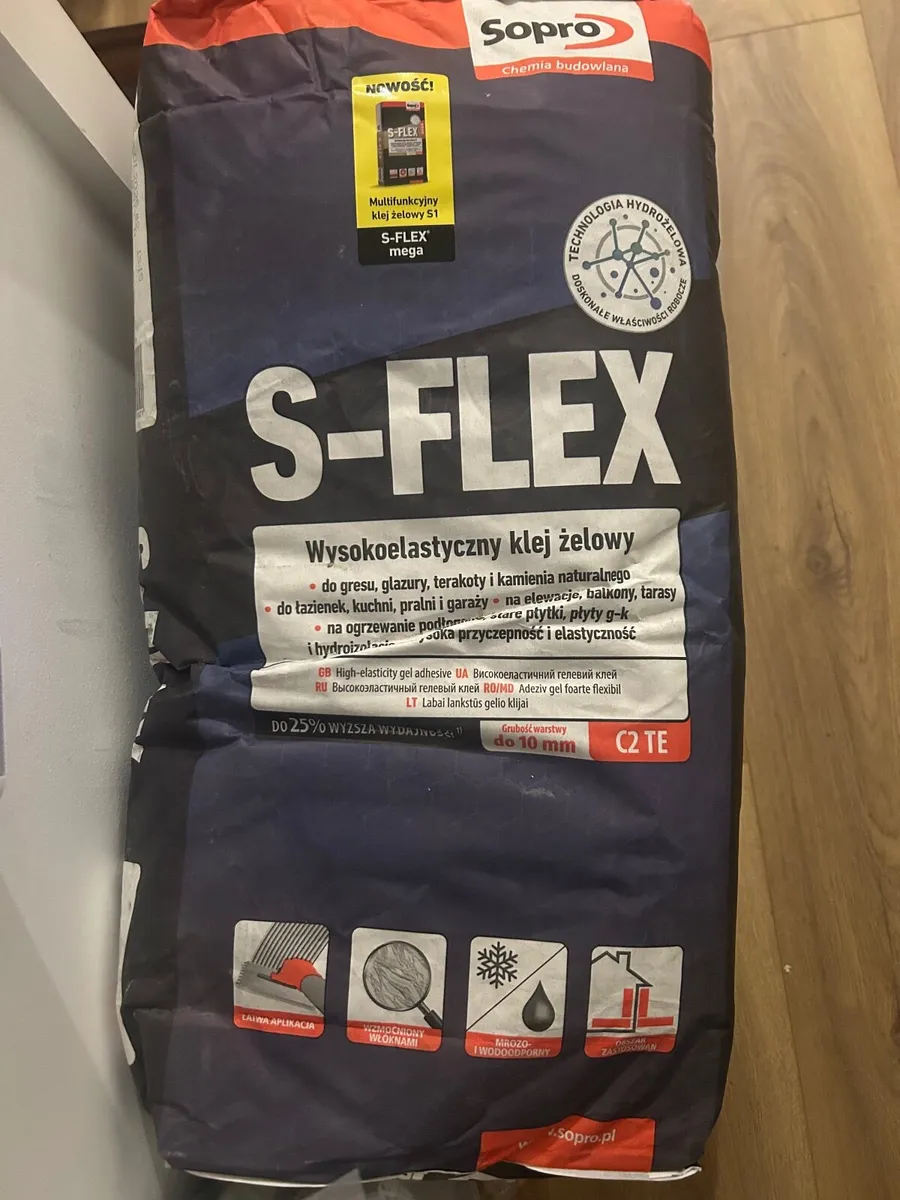 Sopro
Chemia budowlana
NOWOŚĆ!
S-FLEX
Multifunkcyjny
klej żelowy S1
S-FLEX®
mega
TECHNOLOGIA HYDROŻELOWA
DOSKONAŁE WŁAŚCIWOŚCI ROBOCZE
S-FLEX
Wysokoelastyczny klej żelowy
• do gresu, glazury, terakoty i kamienia naturalnego
• do łazienek, kuchni, pralni i garaży • na elewacje, balkony, tarasy
• na ogrzewanie stare płytki, płyty g-k
i przyczepność i elastyczność
GB High-elasticity gel adhesive UA Високоеластичний гелевий клей
RU Высокоэластичный гелевый клей RO/MD Adeziv gel foarte flexibil
LT Labai lankstūs gelio klijai
DO 25% WYŻSZA WYDAJNOŚĆ 1)
Grubość warstwy
do 10 mm
C2 TE
ŁATWA APLIKACJA
WZMOCNIONY
WŁÓKNAMI
MROZO-
I WODOODPORNY
OBSZAR
ZASTOSOWAŃ
.sopro.pl